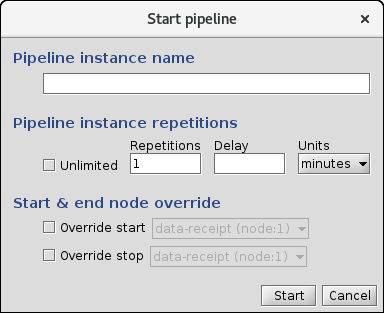 Start pipeline
Pipeline instance name
Pipeline instance repetitions
Repetitions Delay Units
Unlimited 1 minutes
Start & end node override
Override start data-receipt (node:1)
Override stop data-receipt (node:1)
Start Cancel